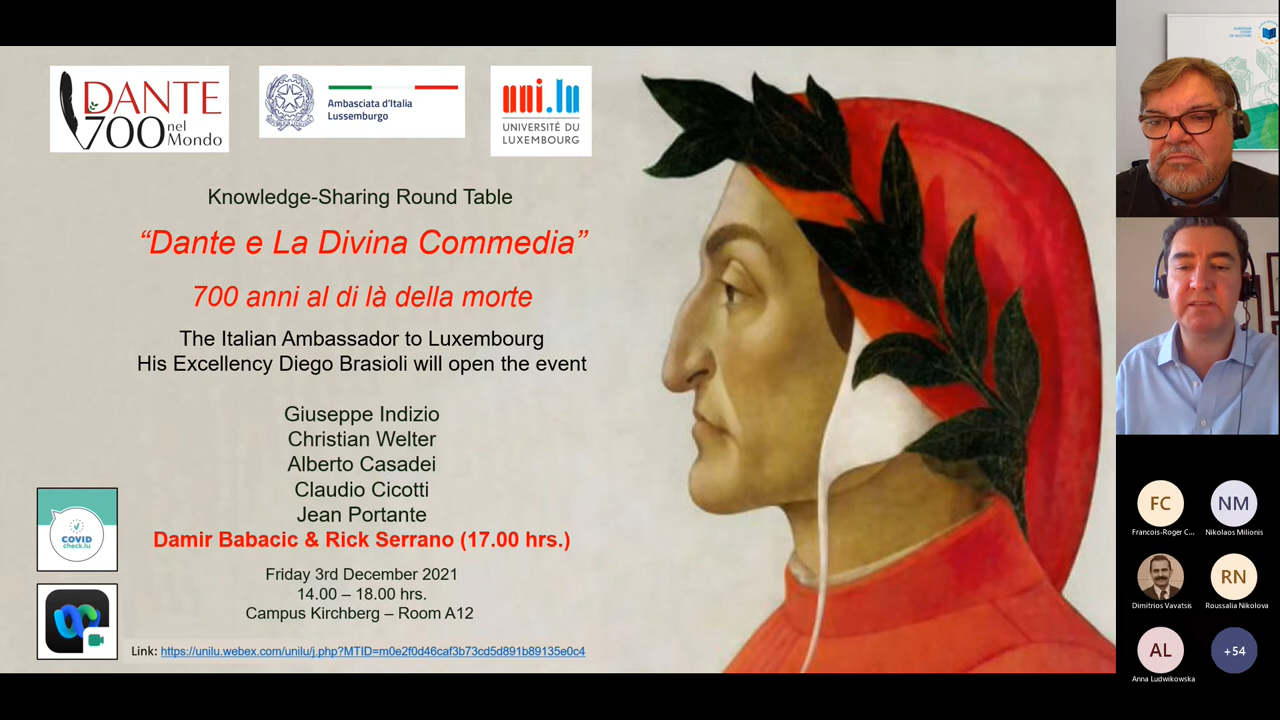 DANTE
700 nel
Mondo
Ambasciata d'Italia
Lussemburgo
uni.lu
UNIVERSITÉ DU
LUXEMBOURG
Knowledge-Sharing Round Table
“Dante e La Divina Commedia”
700 anni al di là della morte
The Italian Ambassador to Luxembourg
His Excellency Diego Brasioli will open the event
Giuseppe Indizio
Christian Welter
Alberto Casadei
Claudio Cicotti
Jean Portante
Damir Babacic & Rick Serrano (17.00 hrs.)
Friday 3rd December 2021
14.00 – 18.00 hrs.
Campus Kirchberg – Room A12
Link: https://unilu.webex.com/unilu/j.php?MTID=m0e2f0d46caf3b73cd5d891b89135e0c4
COVID
check.lu
EUROPEAN
COURT
OF AUDITORS
FC
Francois-Roger C...
NM
Nikolaos Milionis
Dimitrios Vavatsis
RN
Roussalia Nikolova
AL
Anna Ludwikowska
+54